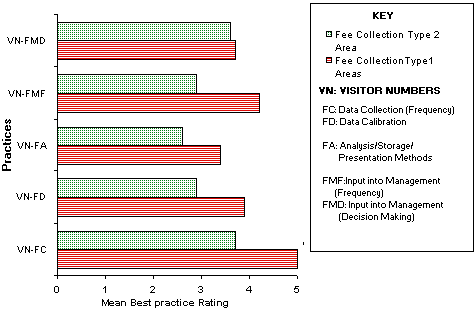 Practices
VN-FMD
VN-FMF
VN-FA
VN-FD
VN-FC
0 1 2 3 4 5
Mean Best practice Rating
KEY
Fee Collection Type 2
Area
Fee CollectionType1
Areas
VN: VISITOR NUMBERS
FC: Data Collection (Frequency)
FD: Data Calibration
FA: Analysis/Storage/
Presentation Methods
FMF:Input into Management
(Frequency)
FMD: Input into Management
(Decision Making)